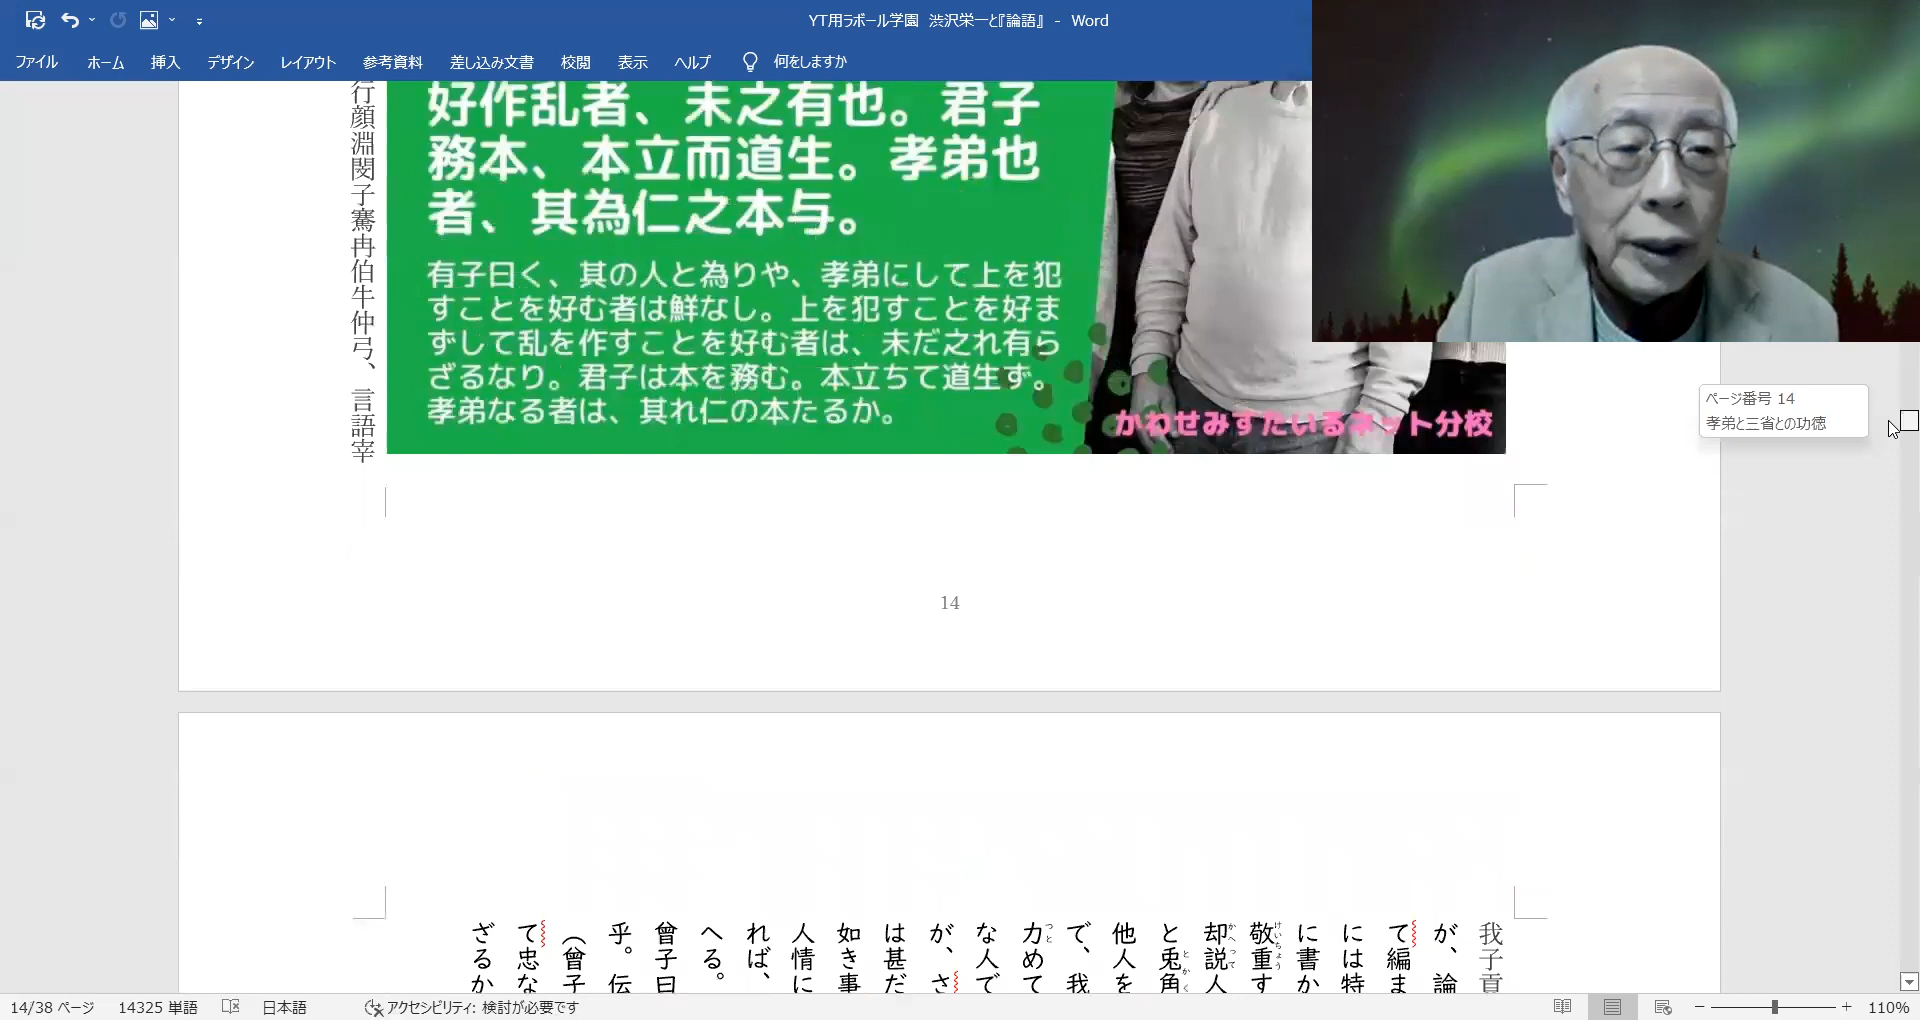 YT用ラボール学園 渋沢栄一と『論語』 - Word
ファイル ホーム 挿入 デザイン レイアウト 参考資料 差し込み文書 校閲 表示 ヘルプ 何をしますか
行顔淵閔子騫冉伯牛仲弓、言語宰
好作乱者、未之有也。君子
務本、本立而道生。孝弟也
者、其為仁之本与。
有子曰く、其の人と為りや、孝弟にして上を犯
すことを好む者は鮮なし。上を犯すことを好ま
ずして乱を作すことを好む者は、未だ之れ有ら
ざるなり。君子は本を務む。本立ちて道生ず。
孝弟なる者は、其れ仁の本たるか。
かわせみすたいるネット分校
ページ番号 14
孝弟と三省との功徳
14
我子貢
が、論
て編ま
には特
に書か
敬重す
けいちょう
却説人
かへって
と兎角
とかく
他人を
で、我
力めて
つと
な人で
が、さ
は甚だ
如き事
人情に
れば、
へる。
曾子曰
乎。伝
（曾子
て忠な
ざるか
14/38 ページ 14325 単語 日本語 アクセシビリティ: 検討が必要です 110%